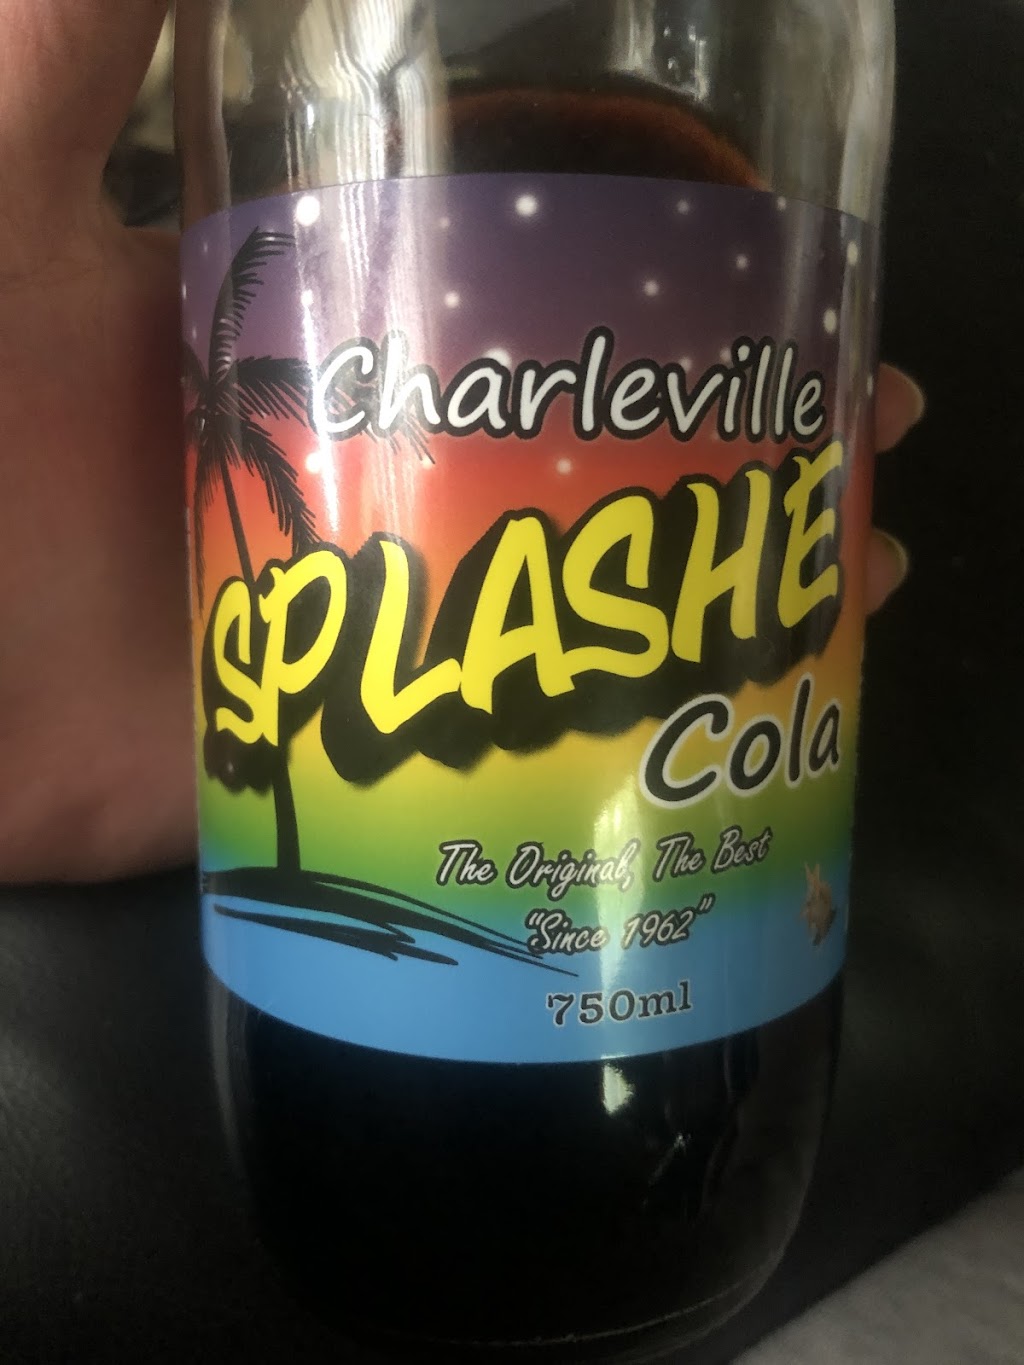 Charleville
SPLASHE
Cola
The Original, The Best
"Since 1962"
750ml